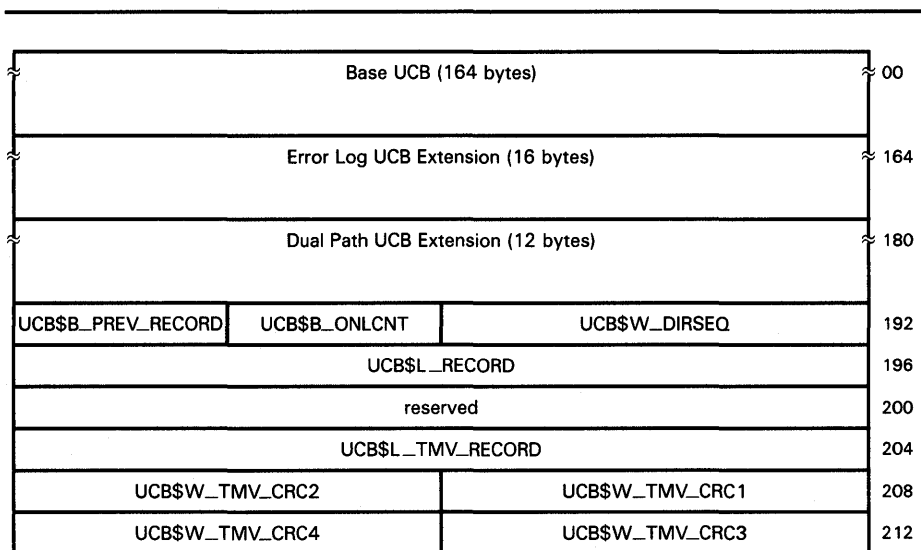 Base UCB (164 bytes) 00
Error Log UCB Extension (16 bytes) 164
Dual Path UCB Extension (12 bytes) 180
UCB$B_PREV_RECORD UCB$B_ONLCNT UCB$W_DIRSEQ 192
UCB$L_RECORD 196
reserved 200
UCB$L_TMV_RECORD 204
UCB$W_TMV_CRC2 UCB$W_TMV_CRC1 208
UCB$W_TMV_CRC4 UCB$W_TMV_CRC3 212